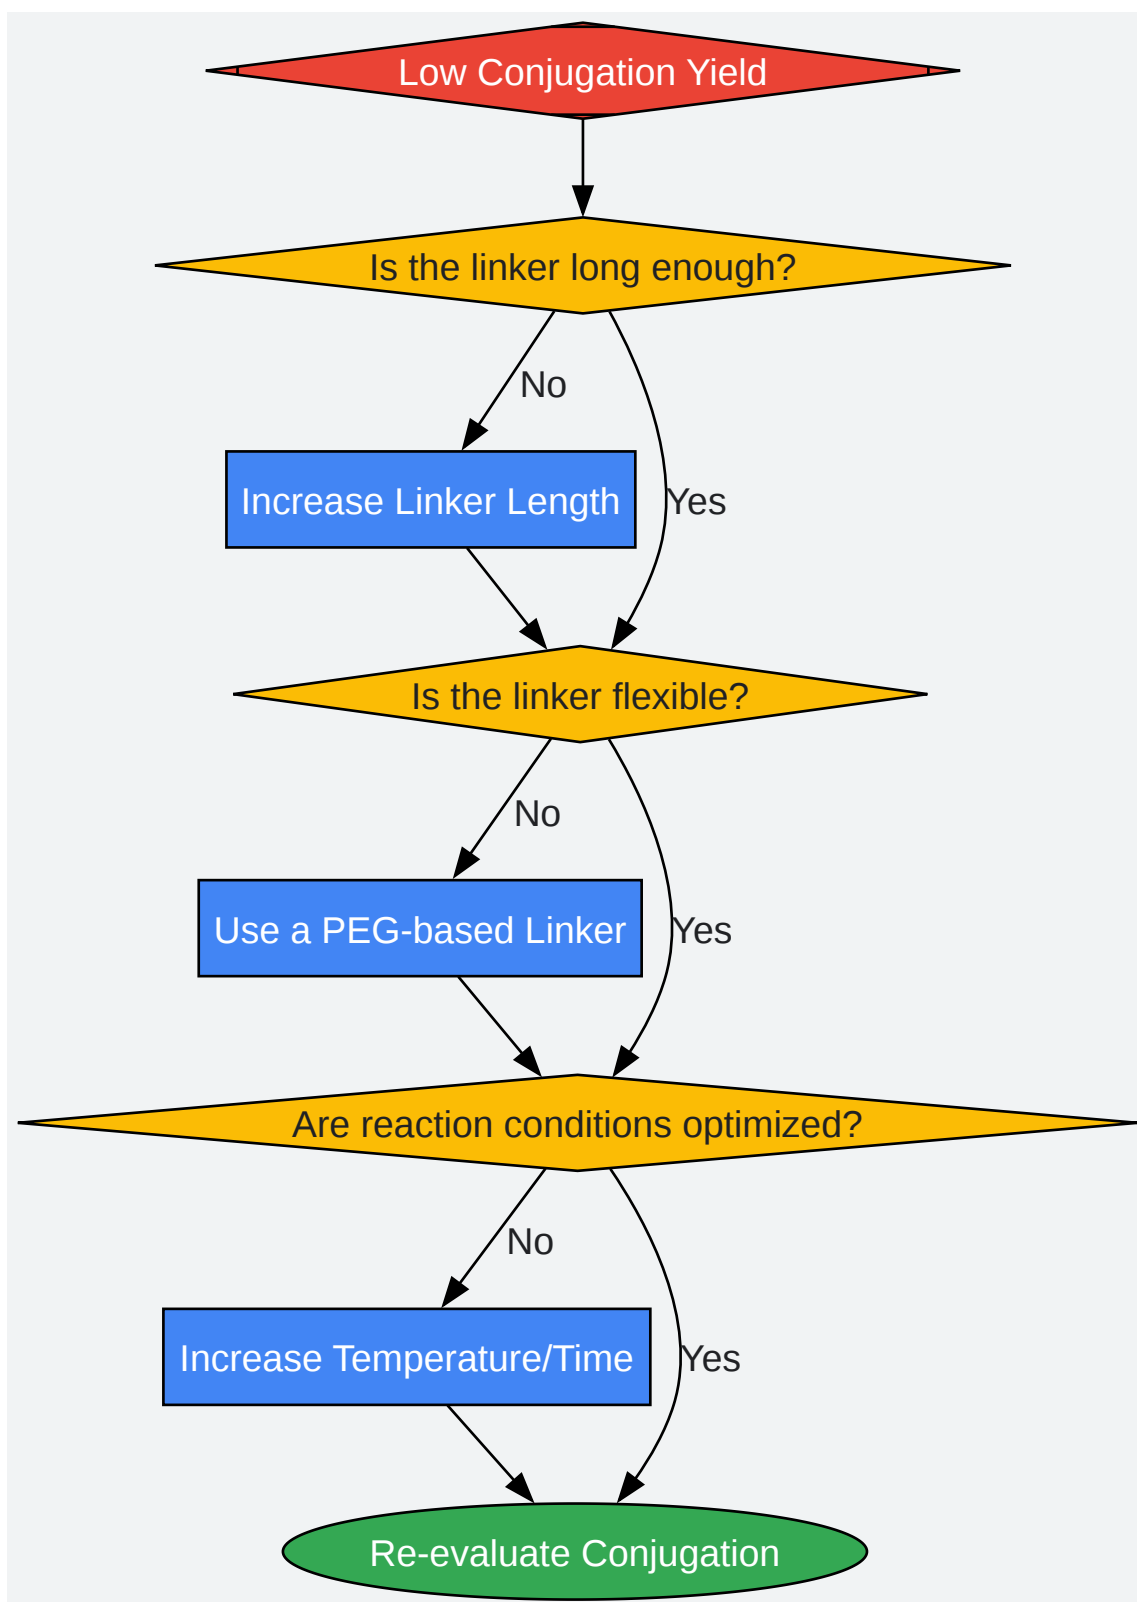 Low Conjugation Yield
Is the linker long enough?
No
Increase Linker Length
Yes
Is the linker flexible?
No
Use a PEG-based Linker
Yes
Are reaction conditions optimized?
No
Increase Temperature/Time
Yes
Re-evaluate Conjugation